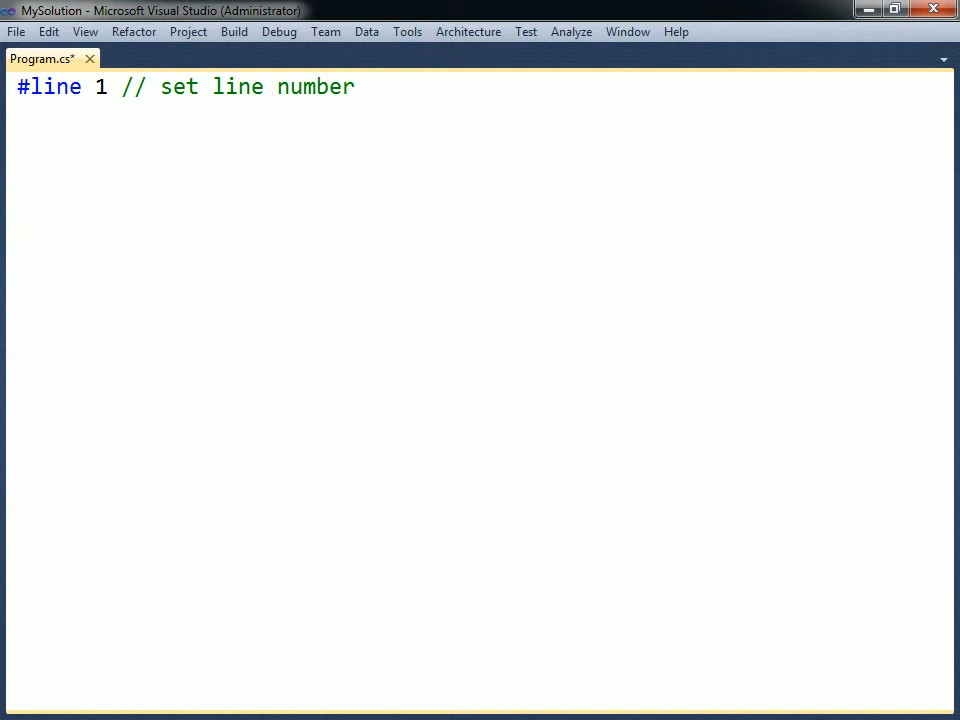 MySolution - Microsoft Visual Studio (Administrator)
File Edit View Refactor Project Build Debug Team Data Tools Architecture Test Analyze Window Help
Program.cs*
#line 1 // set line number